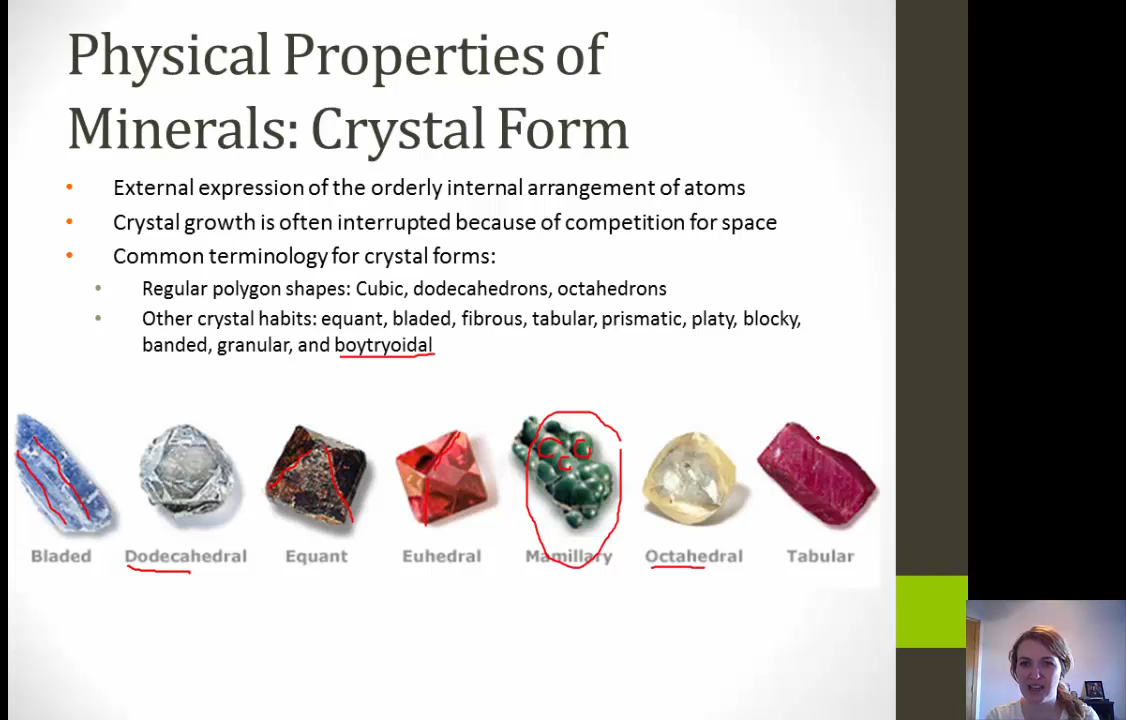 Physical Properties of
Minerals: Crystal Form
• External expression of the orderly internal arrangement of atoms
• Crystal growth is often interrupted because of competition for space
• Common terminology for crystal forms:
• Regular polygon shapes: Cubic, dodecahedrons, octahedrons
• Other crystal habits: equant, bladed, fibrous, tabular, prismatic, platy, blocky,
banded, granular, and boytryoidal
Bladed Dodecahedral Equant Euhedral Mamillary Octahedral Tabular